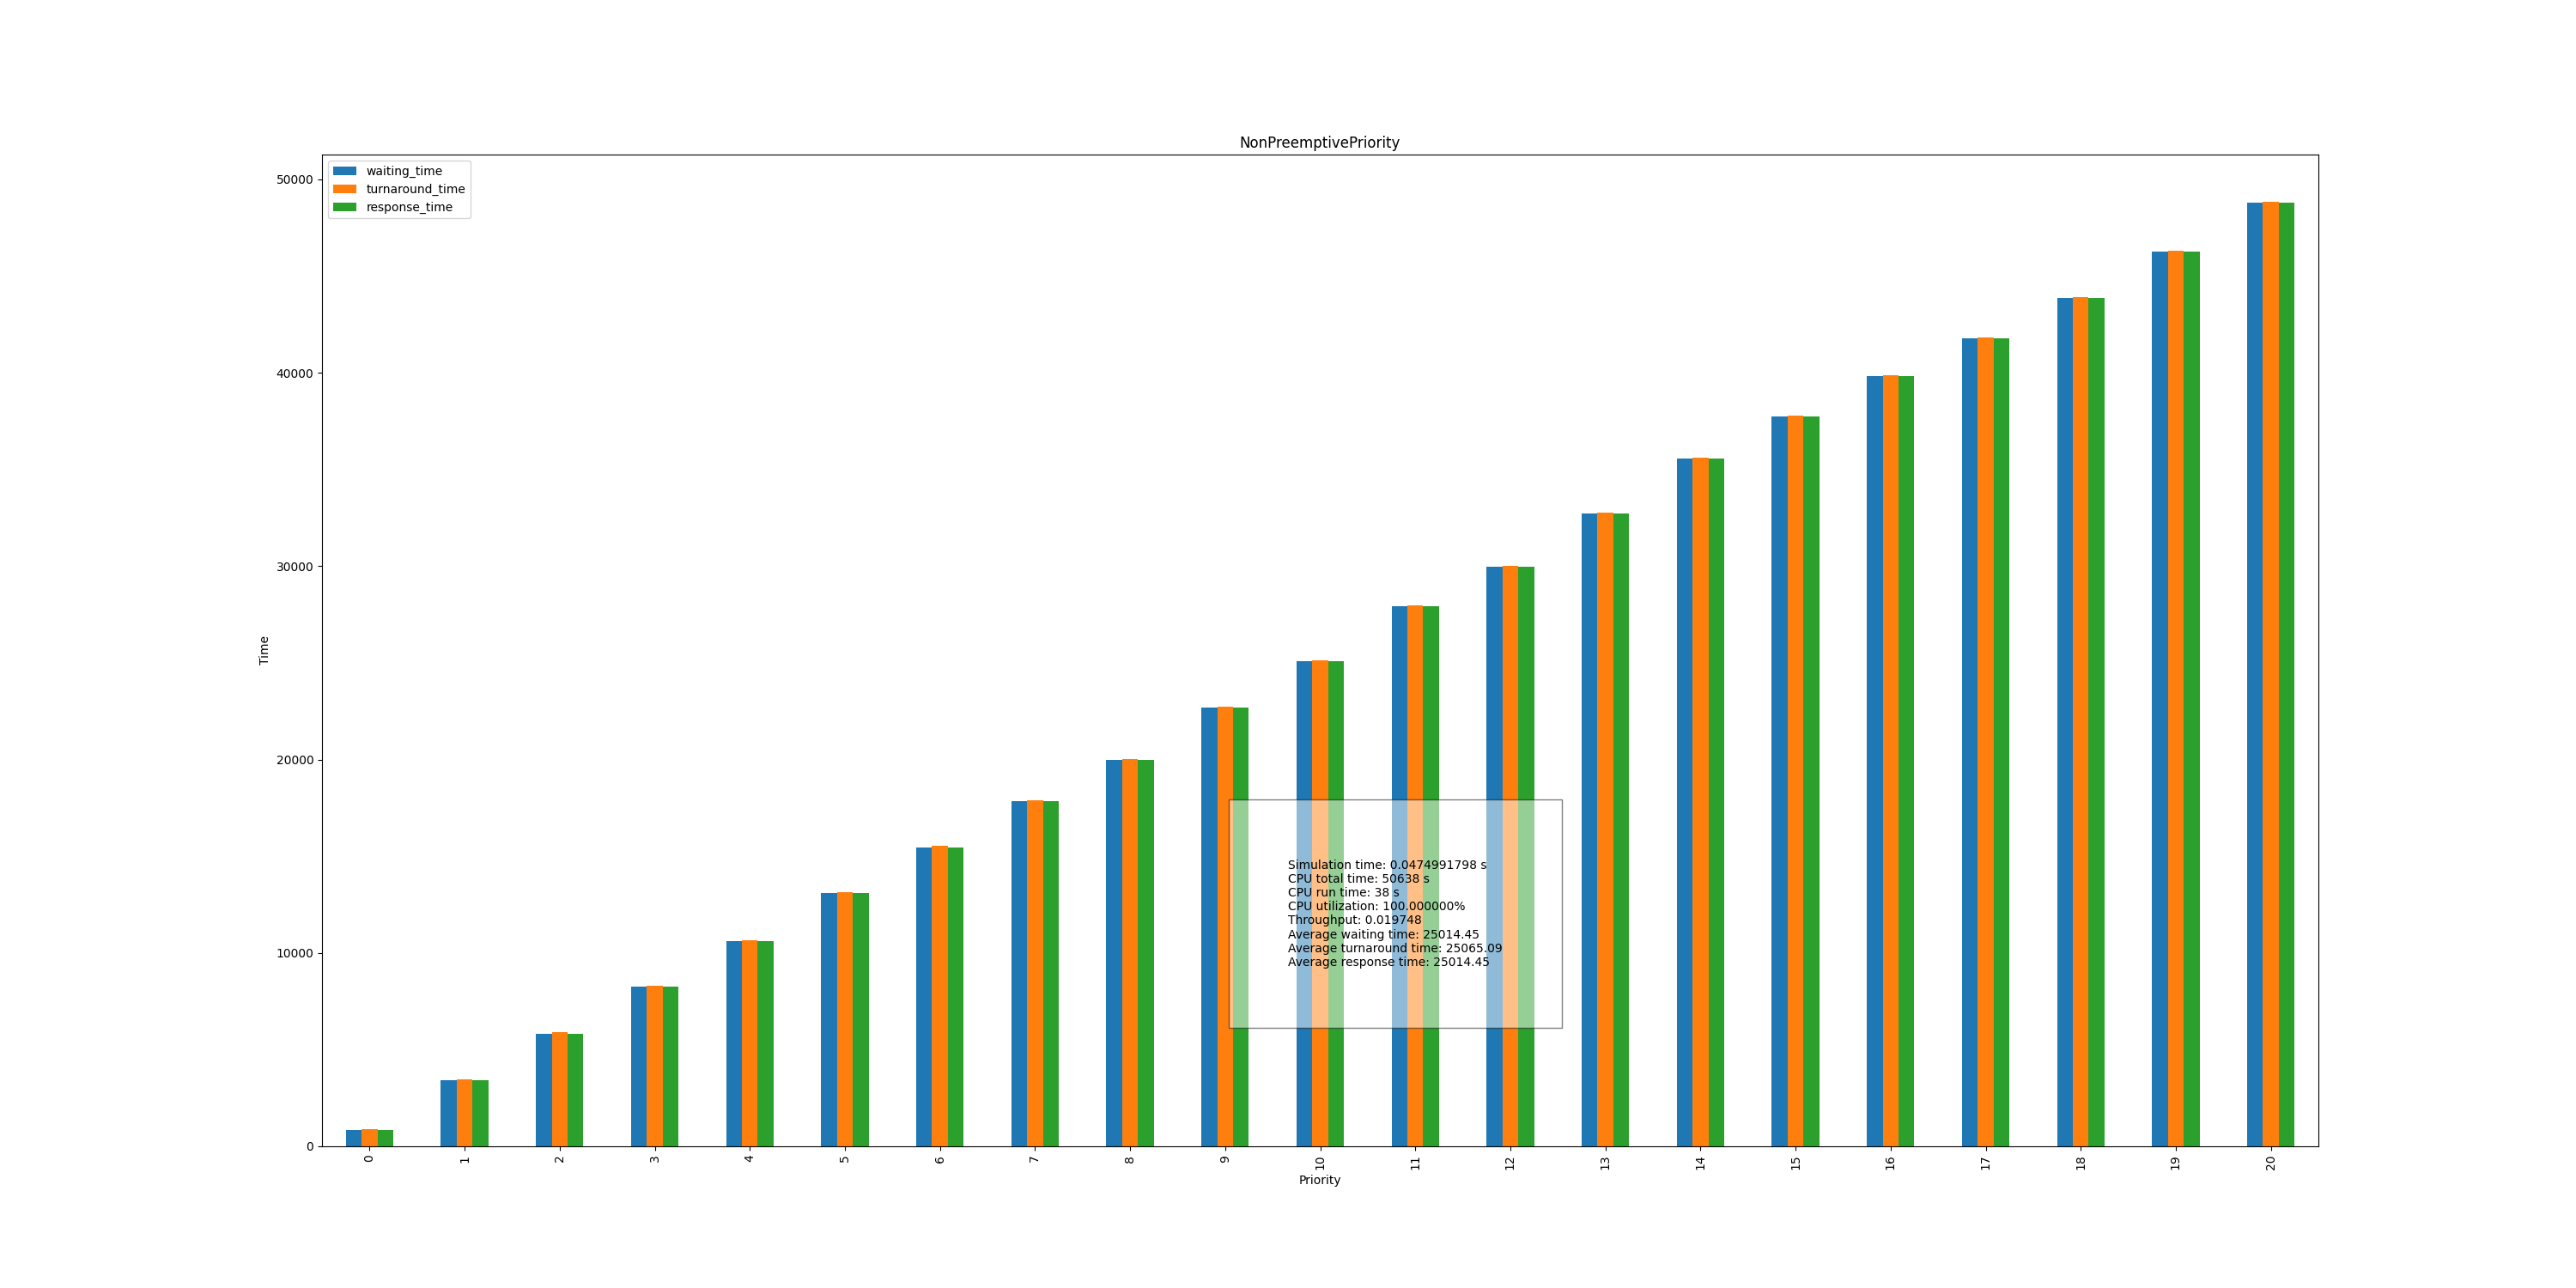 NonPreemptivePriority
waiting_time
turnaround_time
response_time
50000
40000
30000
20000
10000
0
Time
Simulation time: 0.0474991798 s
CPU total time: 50638 s
CPU run time: 38 s
CPU utilization: 100.000000%
Throughput: 0.019748
Average waiting time: 25014.45
Average turnaround time: 25065.09
Average response time: 25014.45
0 1 2 3 4 5 6 7 8 9 10 11 12 13 14 15 16 17 18 19 20
Priority